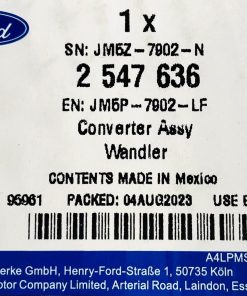 1 x
SN: JM5Z-7902-N
2 547 636
EN: JM5P-7902-LF
Converter Assy
Wandler
CONTENTS MADE IN Mexico
95961 PACKED: 04AUG2023 USE B
A4LPMS
erke GmbH, Henry-Ford-Straße 1, 50735 Köln
otor Company Limited, Arterial Road, Laindon, Ess